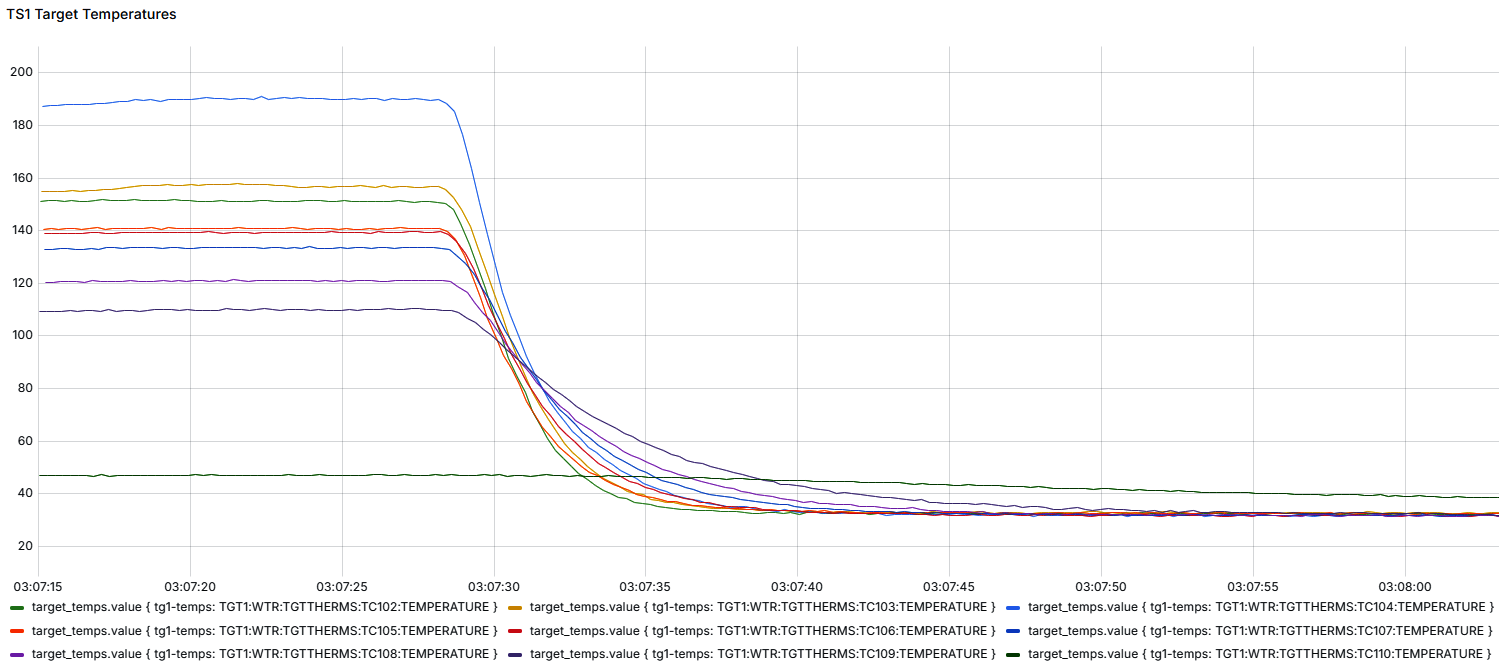 TS1 Target Temperatures
200
180
160
140
120
100
80
60
40
20
03:07:15 03:07:20 03:07:25 03:07:30 03:07:35 03:07:40 03:07:45 03:07:50 03:07:55 03:08:00
target_temps.value { tg1-temps: TGT1:WTR:TGTTHERMS:TC102:TEMPERATURE } target_temps.value { tg1-temps: TGT1:WTR:TGTTHERMS:TC103:TEMPERATURE } target_temps.value { tg1-temps: TGT1:WTR:TGTTHERMS:TC104:TEMPERATURE }
target_temps.value { tg1-temps: TGT1:WTR:TGTTHERMS:TC105:TEMPERATURE } target_temps.value { tg1-temps: TGT1:WTR:TGTTHERMS:TC106:TEMPERATURE } target_temps.value { tg1-temps: TGT1:WTR:TGTTHERMS:TC107:TEMPERATURE }
target_temps.value { tg1-temps: TGT1:WTR:TGTTHERMS:TC108:TEMPERATURE } target_temps.value { tg1-temps: TGT1:WTR:TGTTHERMS:TC109:TEMPERATURE } target_temps.value { tg1-temps: TGT1:WTR:TGTTHERMS:TC110:TEMPERATURE }